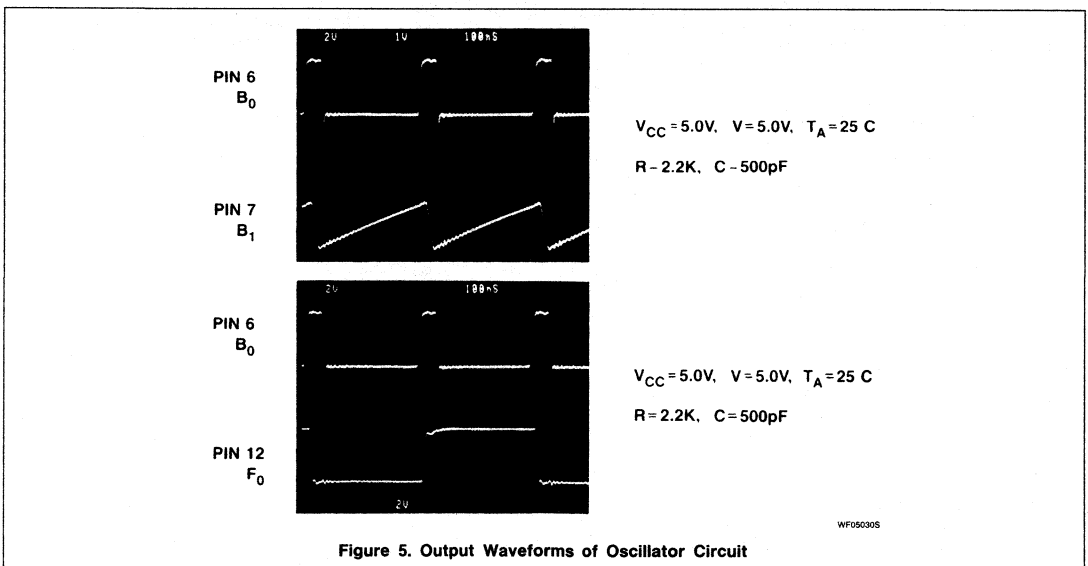 2V 1V 100nS
PIN 6
B0
VCC = 5.0V, V = 5.0V, TA = 25 C
R - 2.2K, C - 500pF
PIN 7
B1
2V 100nS
PIN 6
B0
VCC = 5.0V, V = 5.0V, TA = 25 C
R = 2.2K, C = 500pF
PIN 12
F0
2V
WF05030S
Figure 5. Output Waveforms of Oscillator Circuit